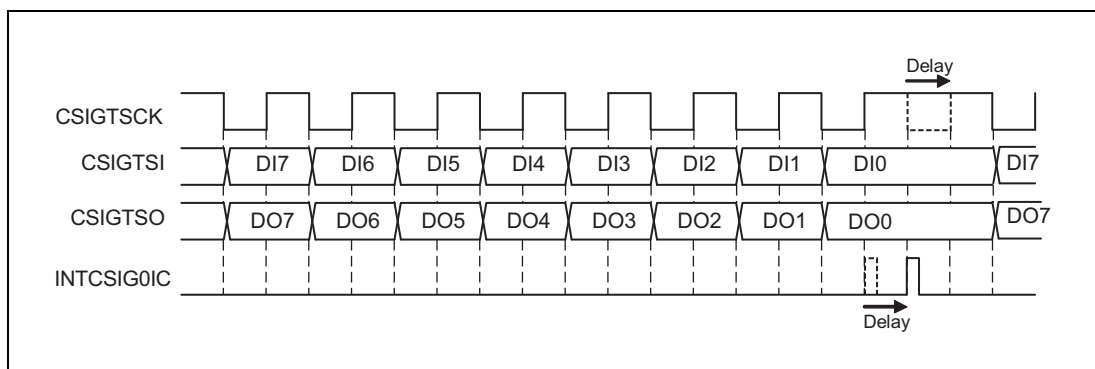 Delay
CSIGTSCK
CSIGTSI DI7 DI6 DI5 DI4 DI3 DI2 DI1 DI0 DI7
CSIGTSO DO7 DO6 DO5 DO4 DO3 DO2 DO1 DO0 DO7
INTCSIG0IC
Delay